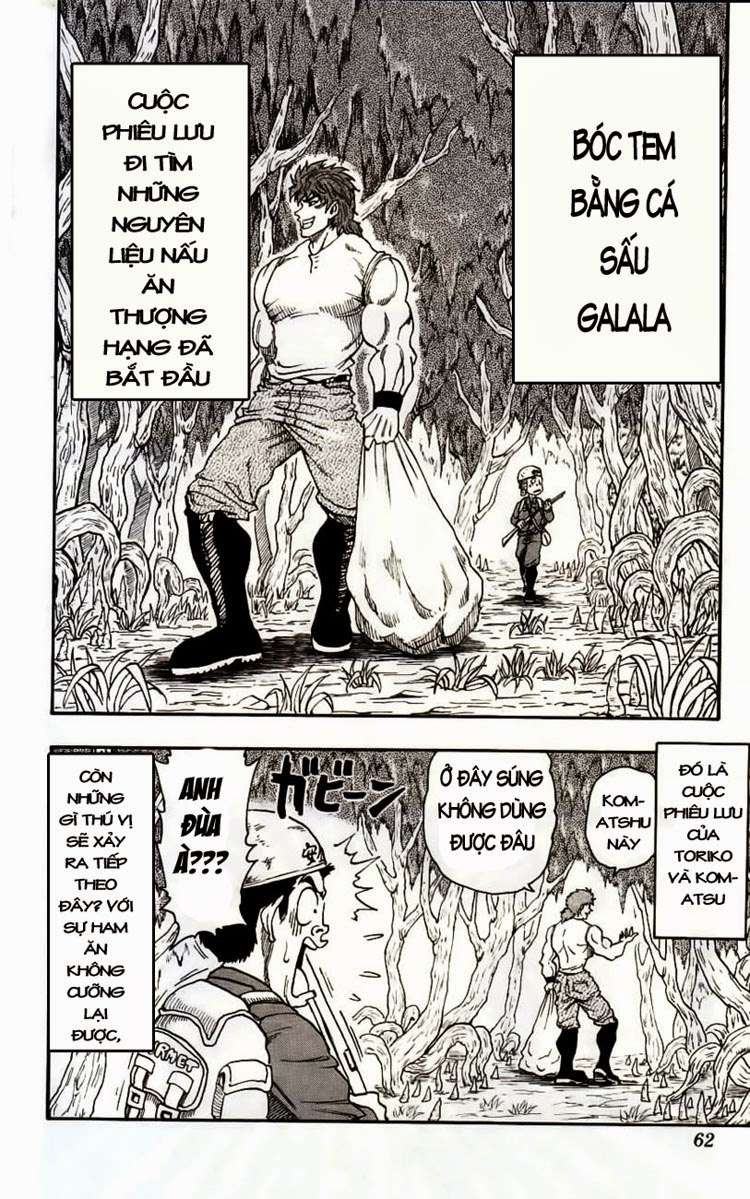 BÓC TEM
BẰNG CÁ
SẤU
GALALA
CUỘC
PHIÊU LƯU
ĐI TÌM
NHỮNG
NGUYÊN
LIỆU NẤU
ĂN
THƯỢNG
HẠNG ĐÃ
BẮT ĐẦU
ĐÓ LÀ
CUỘC
PHIÊU LƯU
CỦA
TORIKO
VÀ KOM-
ATSU
KOM-
ATSHU
NÀY
Ở ĐÂY SÚNG
KHÔNG DÙNG
ĐƯỢC ĐÂU
ガビーン
ANH
ĐÙA
À???
CÒN
NHỮNG
GÌ THÚ VỊ
SẼ XẢY
RA TIẾP
THEO
ĐÂY? VỚI
SỰ HAM
ĂN
KHÔNG
CƯỠNG
LẠI
ĐƯỢC,
62